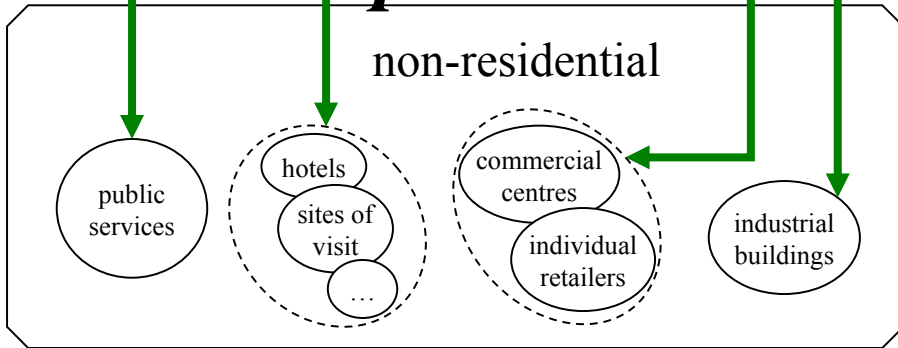 non-residential
public
services
hotels
sites of
visit
…
commercial
centres
individual
retailers
industrial
buildings